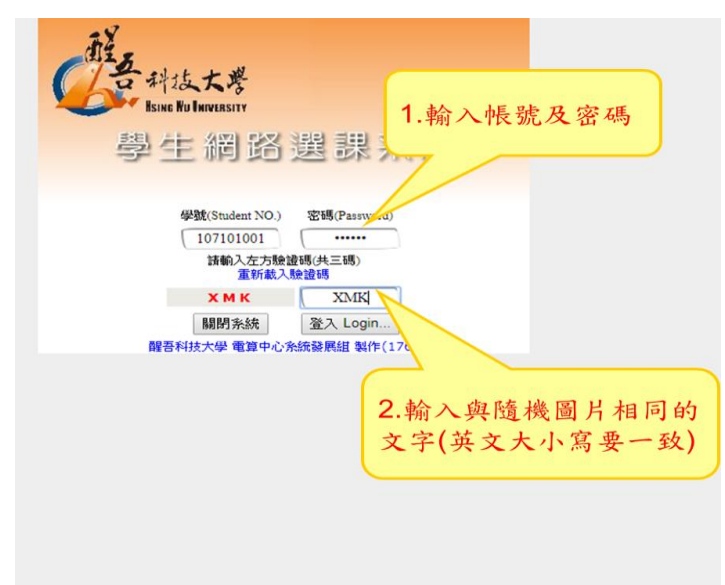 醒吾科技大學
HSING WU UNIVERSITY
1.輸入帳號及密碼
學生網路選課
學號(Student NO.) 密碼(Password)
107101001 ••••••
請輸入左方驗證碼(共三碼)
重新載入驗證碼
XMK XMK
關閉系統 登入 Login...
醒吾科技大學 電算中心系統發展組 製作(176
2.輸入與隨機圖片相同的
文字(英文大小寫要一致)